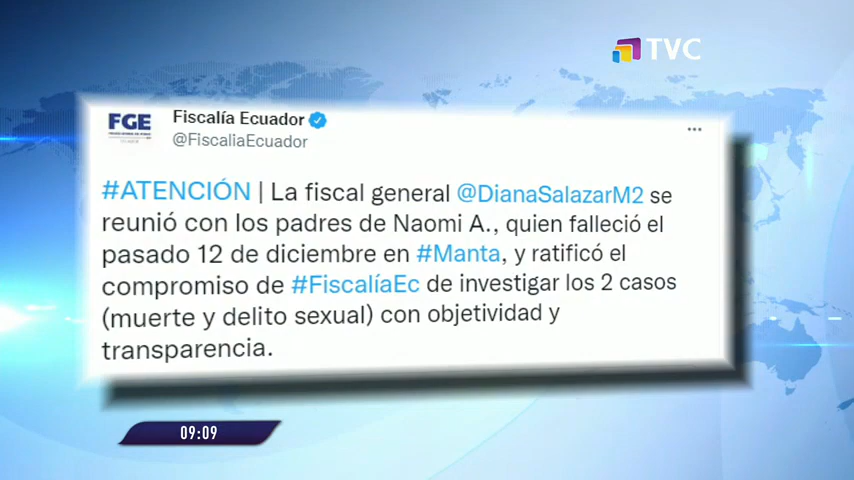 TVC
FGE
Fiscalía Ecuador
@FiscaliaEcuador
#ATENCIÓN | La fiscal general @DianaSalazarM2 se
reunió con los padres de Naomi A., quien falleció el
pasado 12 de diciembre en #Manta, y ratificó el
compromiso de #FiscalíaEc de investigar los 2 casos
(muerte y delito sexual) con objetividad y
transparencia.
09:09